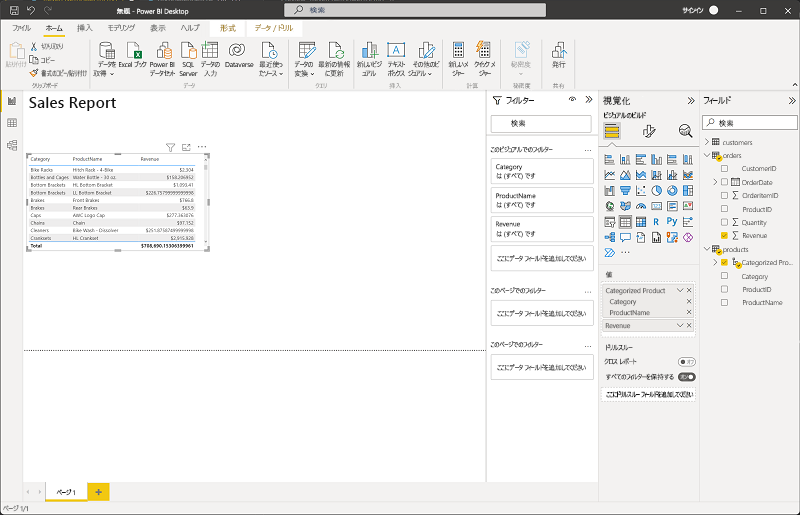 無題 - Power BI Desktop
検索
サインイン
ファイル
ホーム
挿入
モデリング
表示
ヘルプ
形式
データ / ドリル
貼り付け
切り取り
コピー
書式のコピー/貼り付け
クリップボード
データを取得
Excel ブック
Power BI データセット
SQL Server
データの入力
Dataverse
最近使ったソース
データ
データの変換
最新の情報に更新
クエリ
新しいビジュアル
テキスト ボックス
その他のビジュアル
挿入
新しいメジャー
クイック メジャー
計算
秘密度
秘密度
発行
共有
Sales Report
Category ProductName Revenue
Bike Racks Hitch Rack - 4-Bike $2,304
Bottles and Cages Water Bottle - 30 oz. $159.206952
Bottom Brackets HL Bottom Bracket $1,093.41
Bottom Brackets LL Bottom Bracket
Brakes Front Brakes $766.8
Brakes Rear Brakes $63.9
Caps AWC Logo Cap $277.363076
Chains Chain $97.152
Cleaners Bike Wash - Dissolver
Cranksets HL Crankset
Total $708,690.15306399961
フィルター
検索
このビジュアルでのフィルター
Category
は (すべて) です
ProductName
は (すべて) です
Revenue
は (すべて) です
ここにデータ フィールドを追加してください
このページでのフィルター
ここにデータ フィールドを追加してください
このページでのフィルター
ここにデータ フィールドを追加してください
視覚化
ビジュアルのビルド
値
Categorized Product
Category
ProductName
Revenue
ドリルスルー
クロス レポート
オフ
すべてのフィルターを保持する
オン
ここにドリルスルー フィールドを追加してください
フィールド
検索
customers
orders
CustomerID
OrderDate
OrderItemID
ProductID
Quantity
Revenue
products
Categorized Pro...
Category
ProductID
ProductName
ページ 1
ページ 1/1